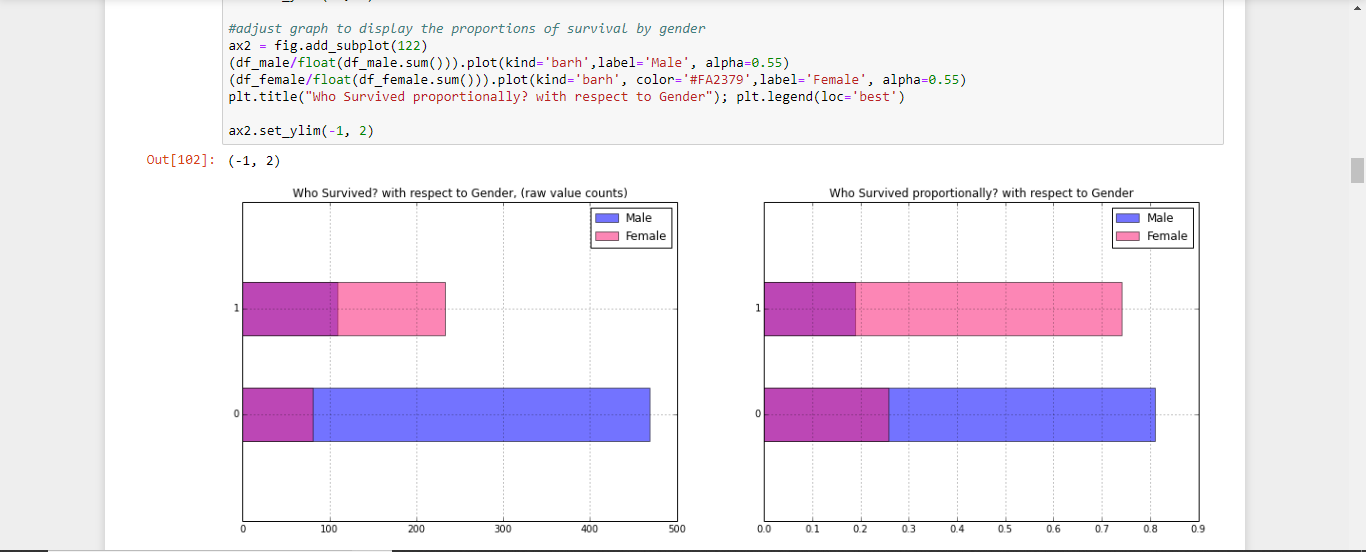 #adjust graph to display the proportions of survival by gender
ax2 = fig.add_subplot(122)
(df_male/float(df_male.sum())).plot(kind='barh',label='Male', alpha=0.55)
(df_female/float(df_female.sum())).plot(kind='barh', color='#FA2379',label='Female', alpha=0.55)
plt.title("Who Survived proportionally? with respect to Gender"); plt.legend(loc='best')
ax2.set_ylim(-1, 2)
Out[102]: (-1, 2)
Who Survived? with respect to Gender, (raw value counts)
Male
Female
1
0
0 100 200 300 400 500
Who Survived proportionally? with respect to Gender
Male
Female
1
0
0.0 0.1 0.2 0.3 0.4 0.5 0.6 0.7 0.8 0.9